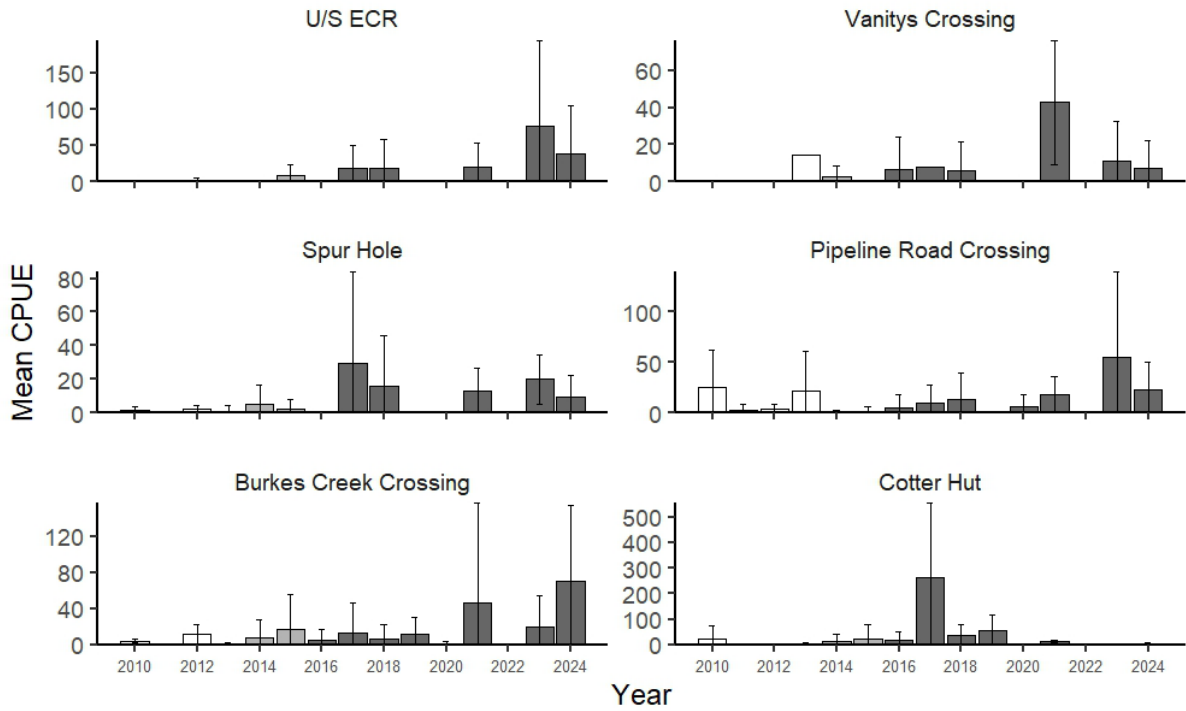 U/S ECR
150
100
50
0
Vanitys Crossing
60
40
20
0
Mean CPUE
Spur Hole
80
60
40
20
0
Pipeline Road Crossing
100
50
0
Burkes Creek Crossing
120
80
40
0
2010 2012 2014 2016 2018 2020 2022 2024
Cotter Hut
500
400
300
200
100
0
2010 2012 2014 2016 2018 2020 2022 2024
Year